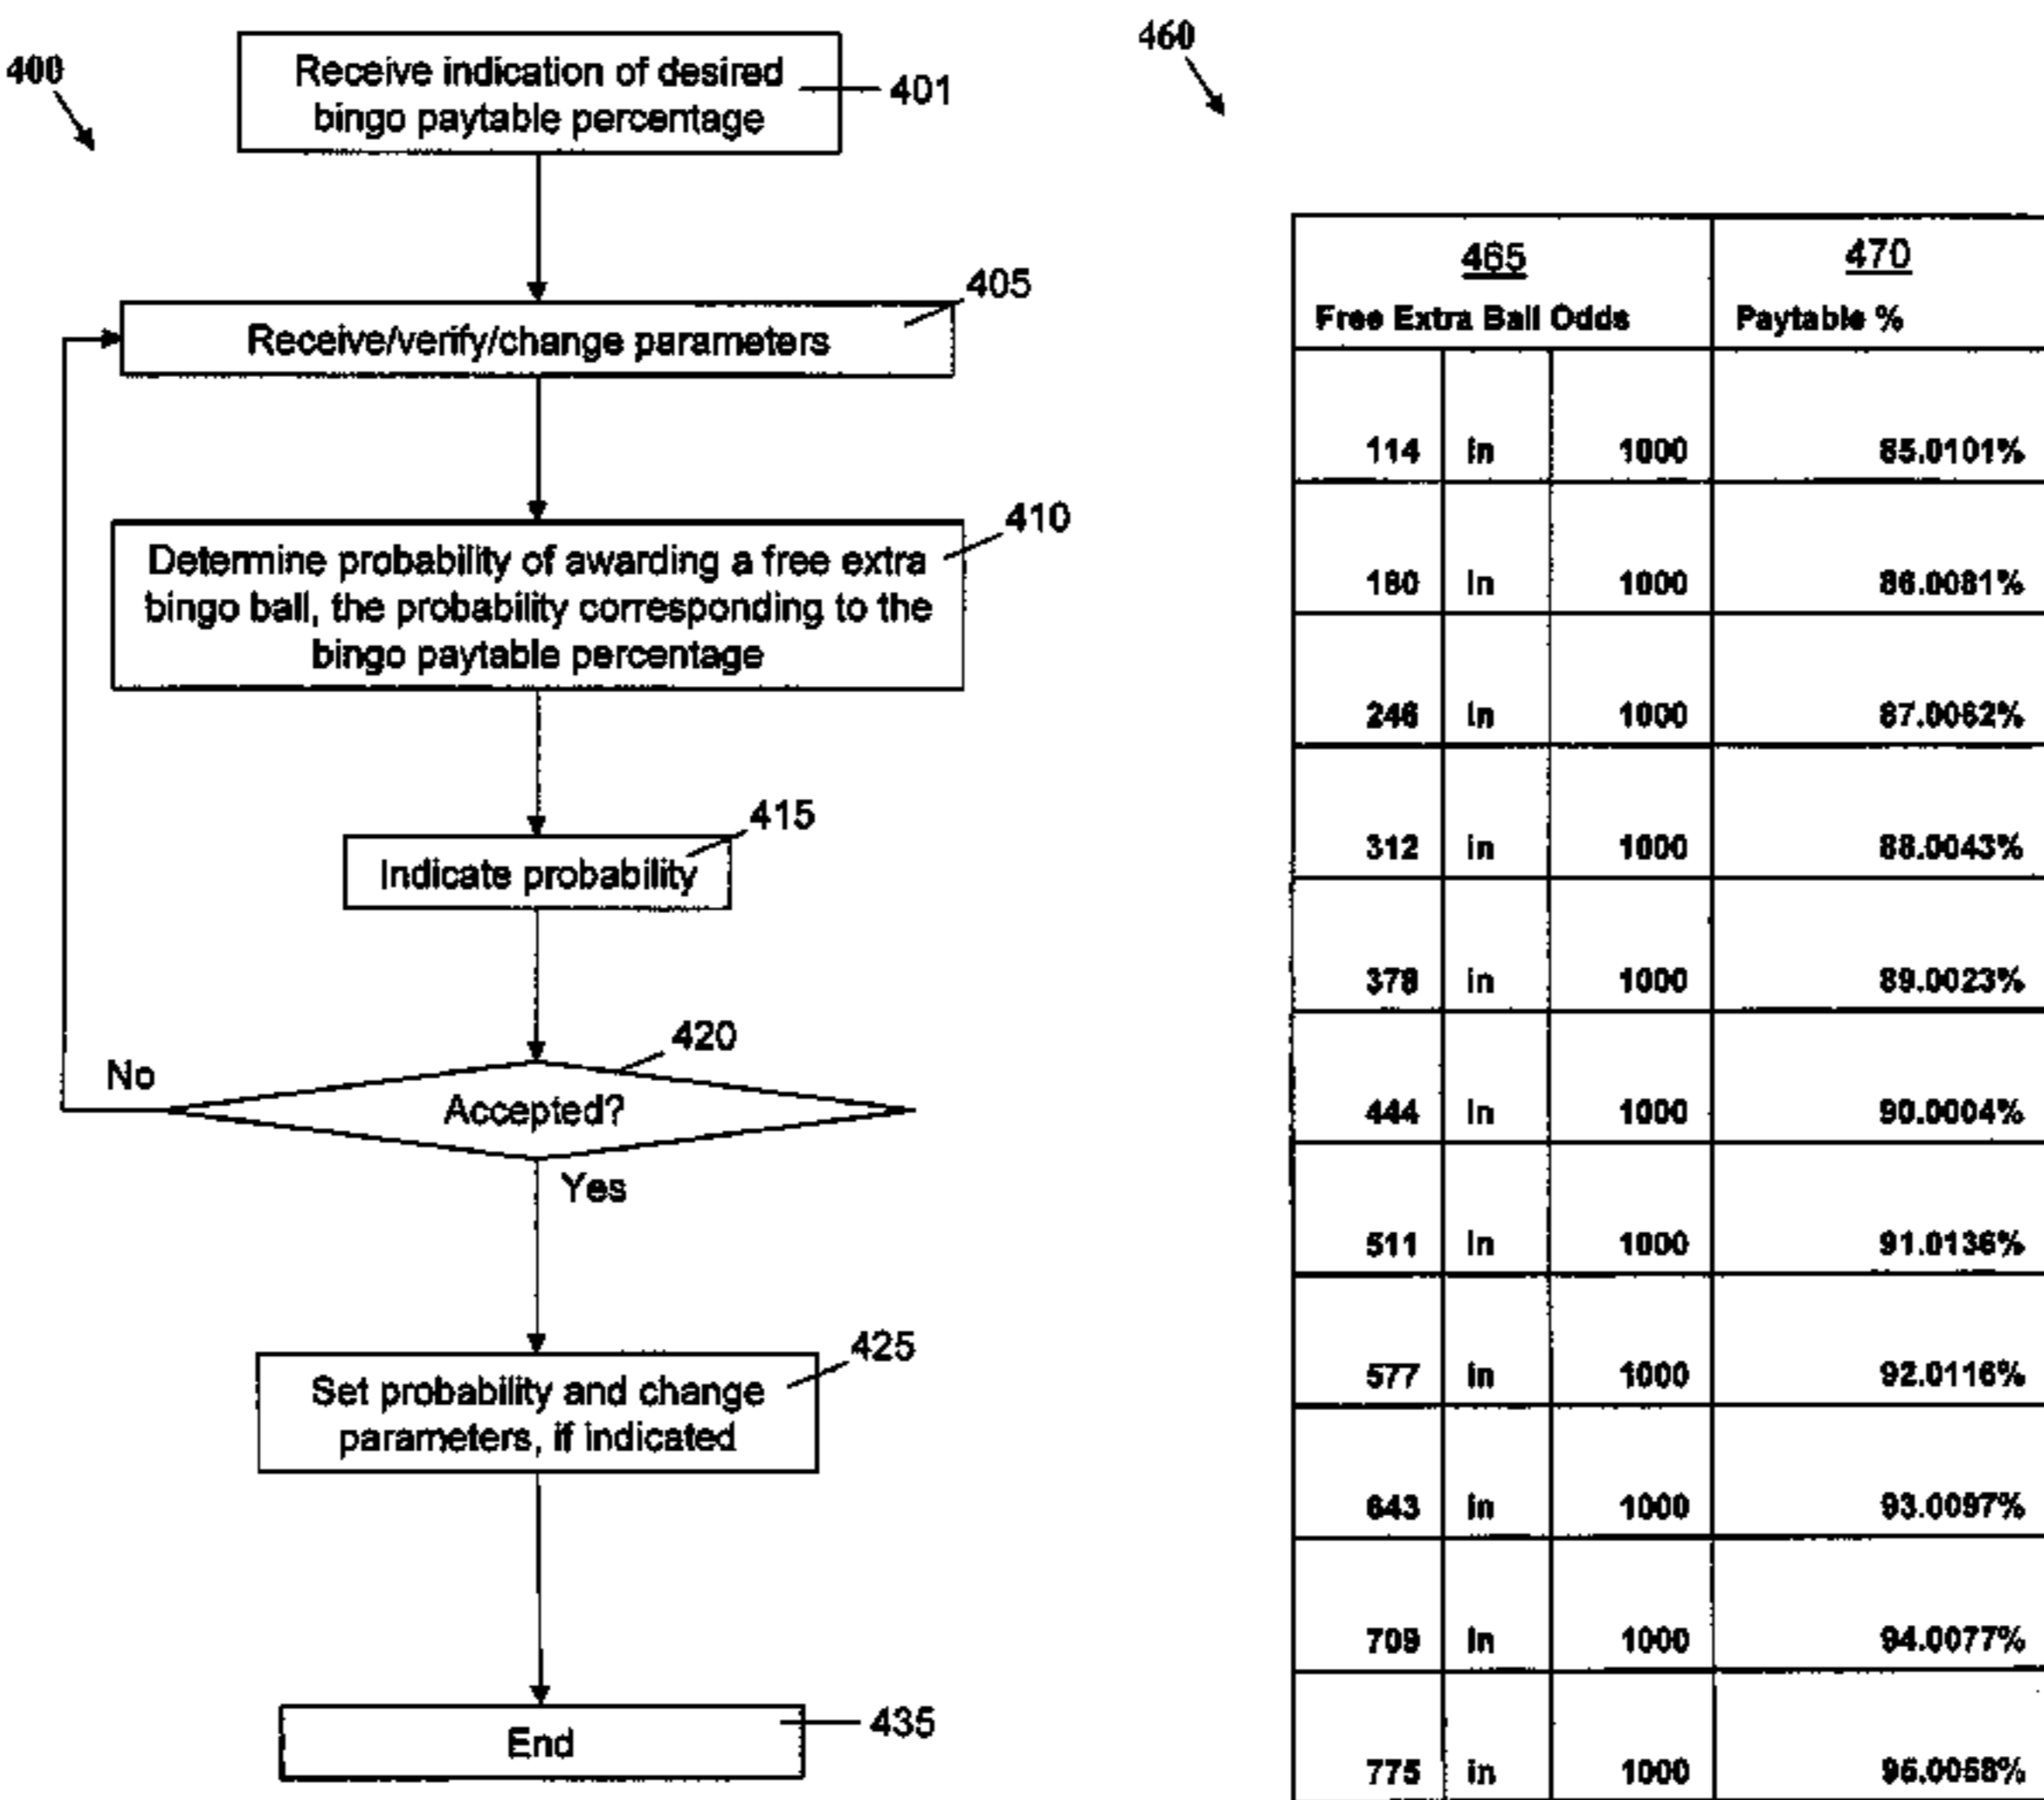 400
Receive indication of desired
bingo paytable percentage
401
405
Receive/verify/change parameters
410
Determine probability of awarding a free extra
bingo ball, the probability corresponding to the
bingo paytable percentage
415
Indicate probability
420
No
Accepted?
Yes
425
Set probability and change
parameters, if indicated
End
435
460
465 470
Free Extra Ball Odds Paytable %
114 in 1000 85.0101%
180 in 1000 86.0081%
246 in 1000 87.0062%
312 in 1000 88.0043%
378 in 1000 89.0023%
444 in 1000 90.0004%
511 in 1000 91.0136%
577 in 1000 92.0116%
643 in 1000 93.0097%
709 in 1000 94.0077%
775 in 1000 95.0058%